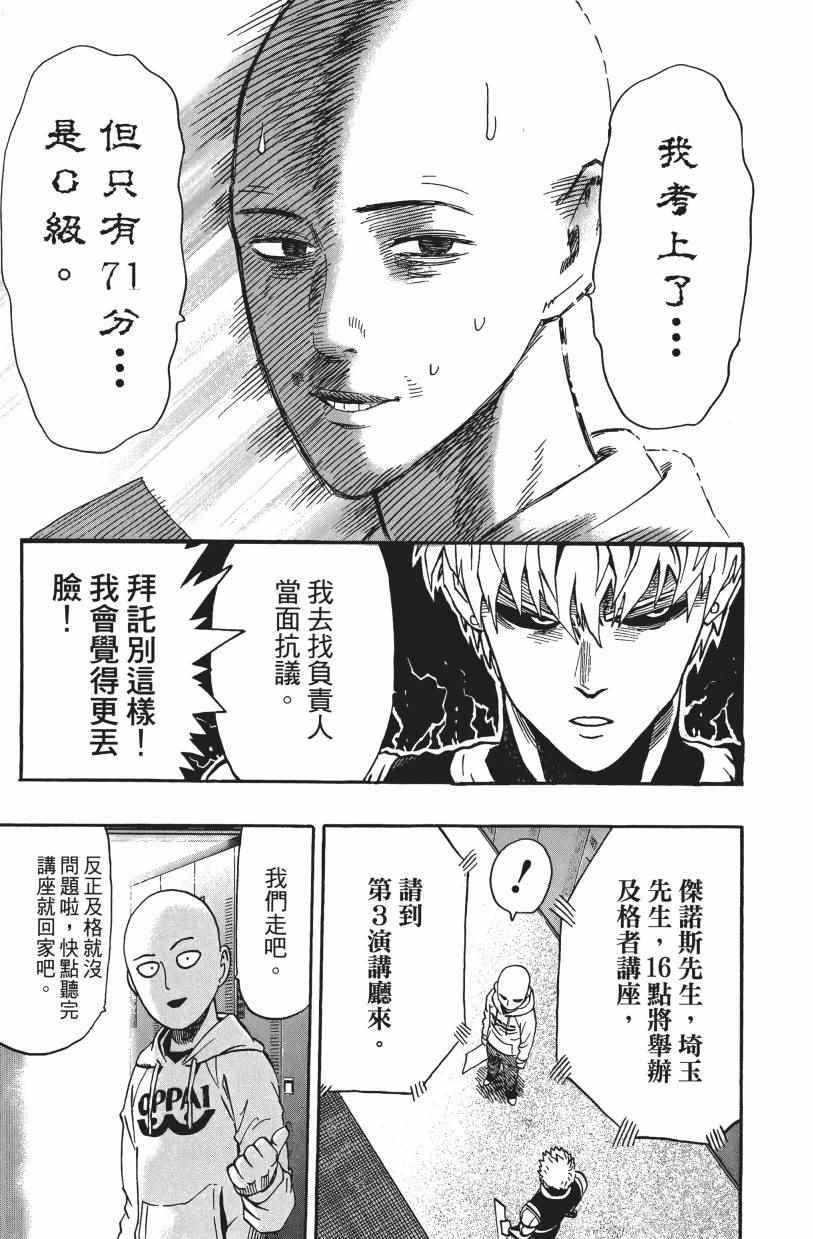 我考上了…
但只有71分…
是C級。
我去找負責人
當面抗議。
拜託別這樣！
我會覺得更丟
臉！
傑諾斯先生，埼玉
先生，16點將舉辦
及格者講座，
！
請到
第3演講廳來。
我們走吧。
反正及格就沒
問題啦，快點聽完
講座就回家吧。
OPPAI